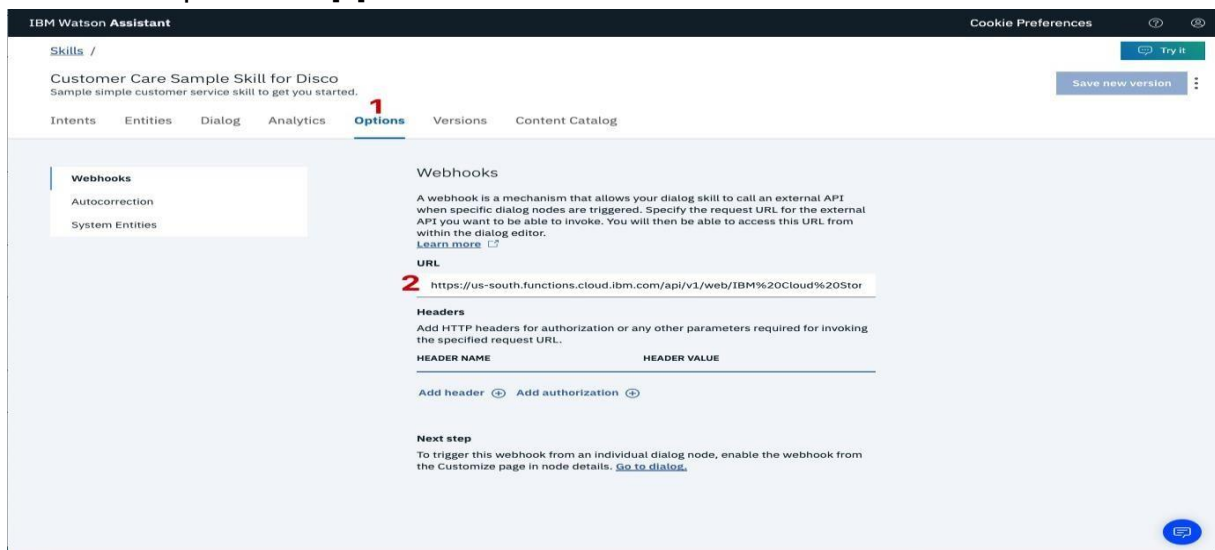 IBM Watson Assistant Cookie Preferences
Skills / Try it
Customer Care Sample Skill for Disco
Sample simple customer service skill to get you started.
Save new version
1
Intents Entities Dialog Analytics Options Versions Content Catalog
Webhooks
Autocorrection
System Entities
Webhooks
A webhook is a mechanism that allows your dialog skill to call an external API
when specific dialog nodes are triggered. Specify the request URL for the external
API you want to be able to invoke. You will then be able to access this URL from
within the dialog editor.
Learn more
URL
2 https://us-south.functions.cloud.ibm.com/api/v1/web/IBM%20Cloud%20Stor
Headers
Add HTTP headers for authorization or any other parameters required for invoking
the specified request URL.
HEADER NAME HEADER VALUE
Add header Add authorization
Next step
To trigger this webhook from an individual dialog node, enable the webhook from
the Customize page in node details. Go to dialog.